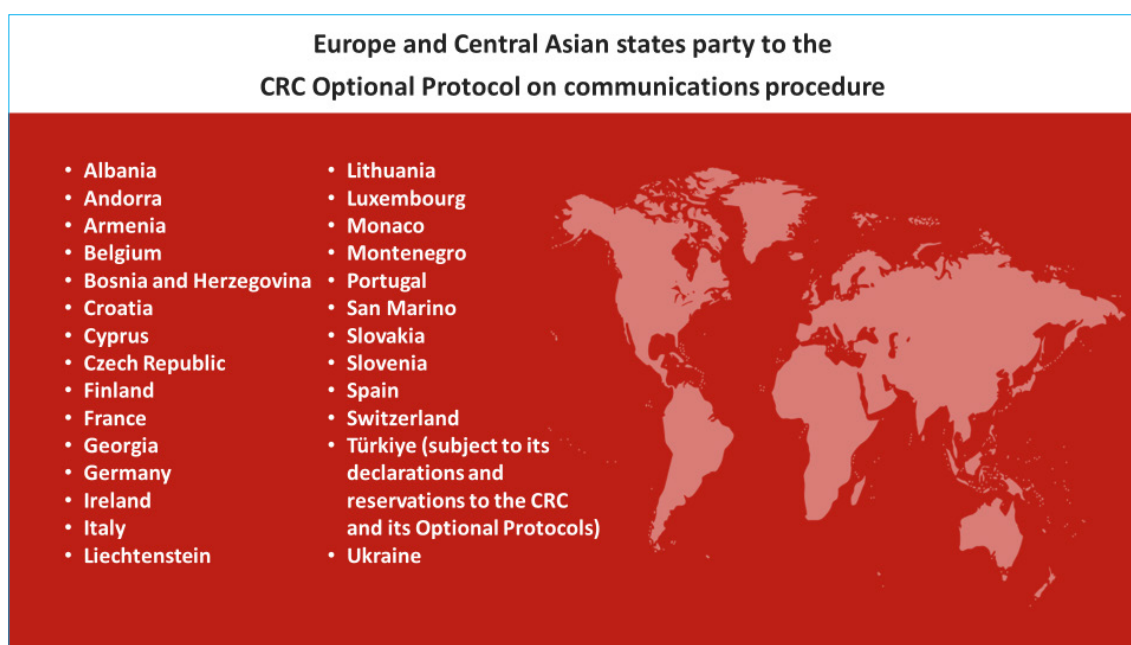 Europe and Central Asian states party to the
CRC Optional Protocol on communications procedure
• Albania
• Andorra
• Armenia
• Belgium
• Bosnia and Herzegovina
• Croatia
• Cyprus
• Czech Republic
• Finland
• France
• Georgia
• Germany
• Ireland
• Italy
• Liechtenstein
• Lithuania
• Luxembourg
• Monaco
• Montenegro
• Portugal
• San Marino
• Slovakia
• Slovenia
• Spain
• Switzerland
• Türkiye (subject to its
declarations and
reservations to the CRC
and its Optional Protocols)
• Ukraine